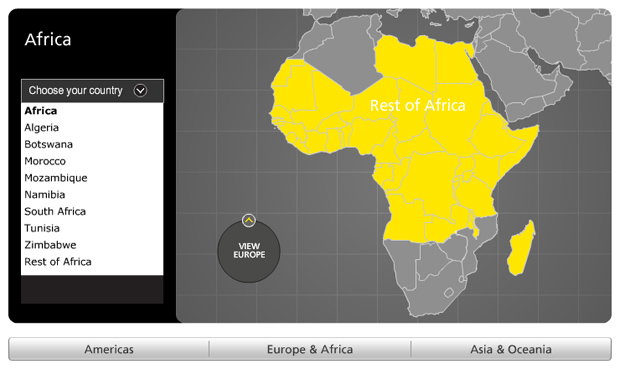 Africa
Choose your country
Africa
Algeria
Botswana
Morocco
Mozambique
Namibia
South Africa
Tunisia
Zimbabwe
Rest of Africa
Rest of Africa
VIEW
EUROPE
Americas
Europe & Africa
Asia & Oceania